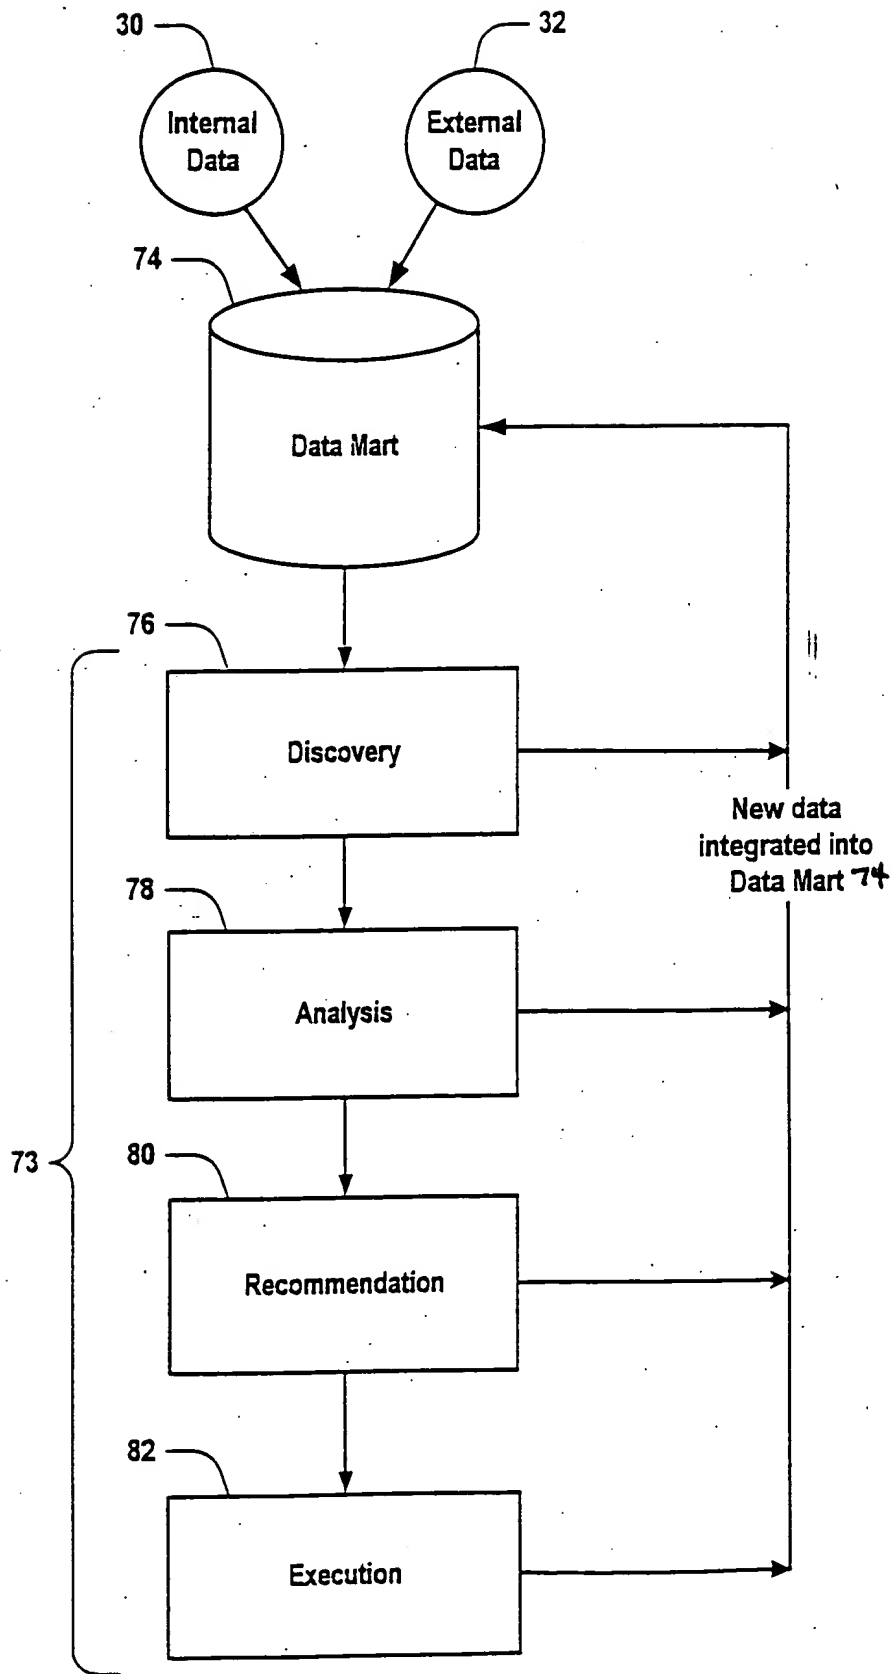 30
32
Internal
Data
External
Data
74
Data Mart
76
Discovery
New data
integrated into
Data Mart 74
78
Analysis
73
80
Recommendation
82
Execution